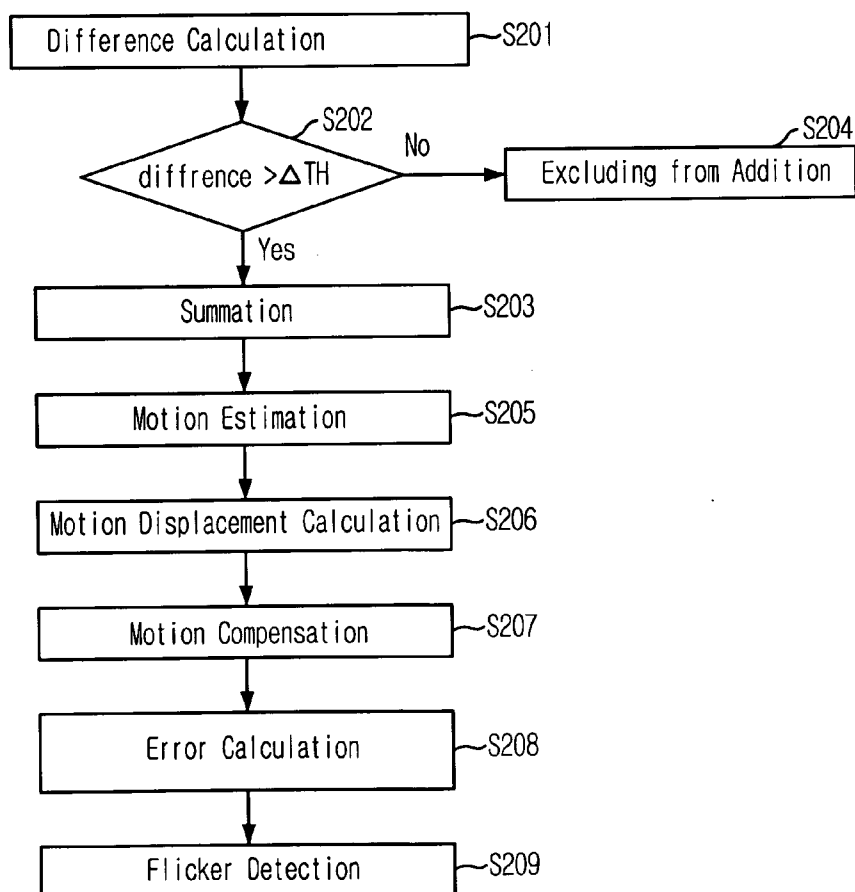 Difference Calculation
S201
S202
diffrence >△TH
No
S204
Excluding from Addition
Yes
Summation
S203
Motion Estimation
S205
Motion Displacement Calculation
S206
Motion Compensation
S207
Error Calculation
S208
Flicker Detection
S209